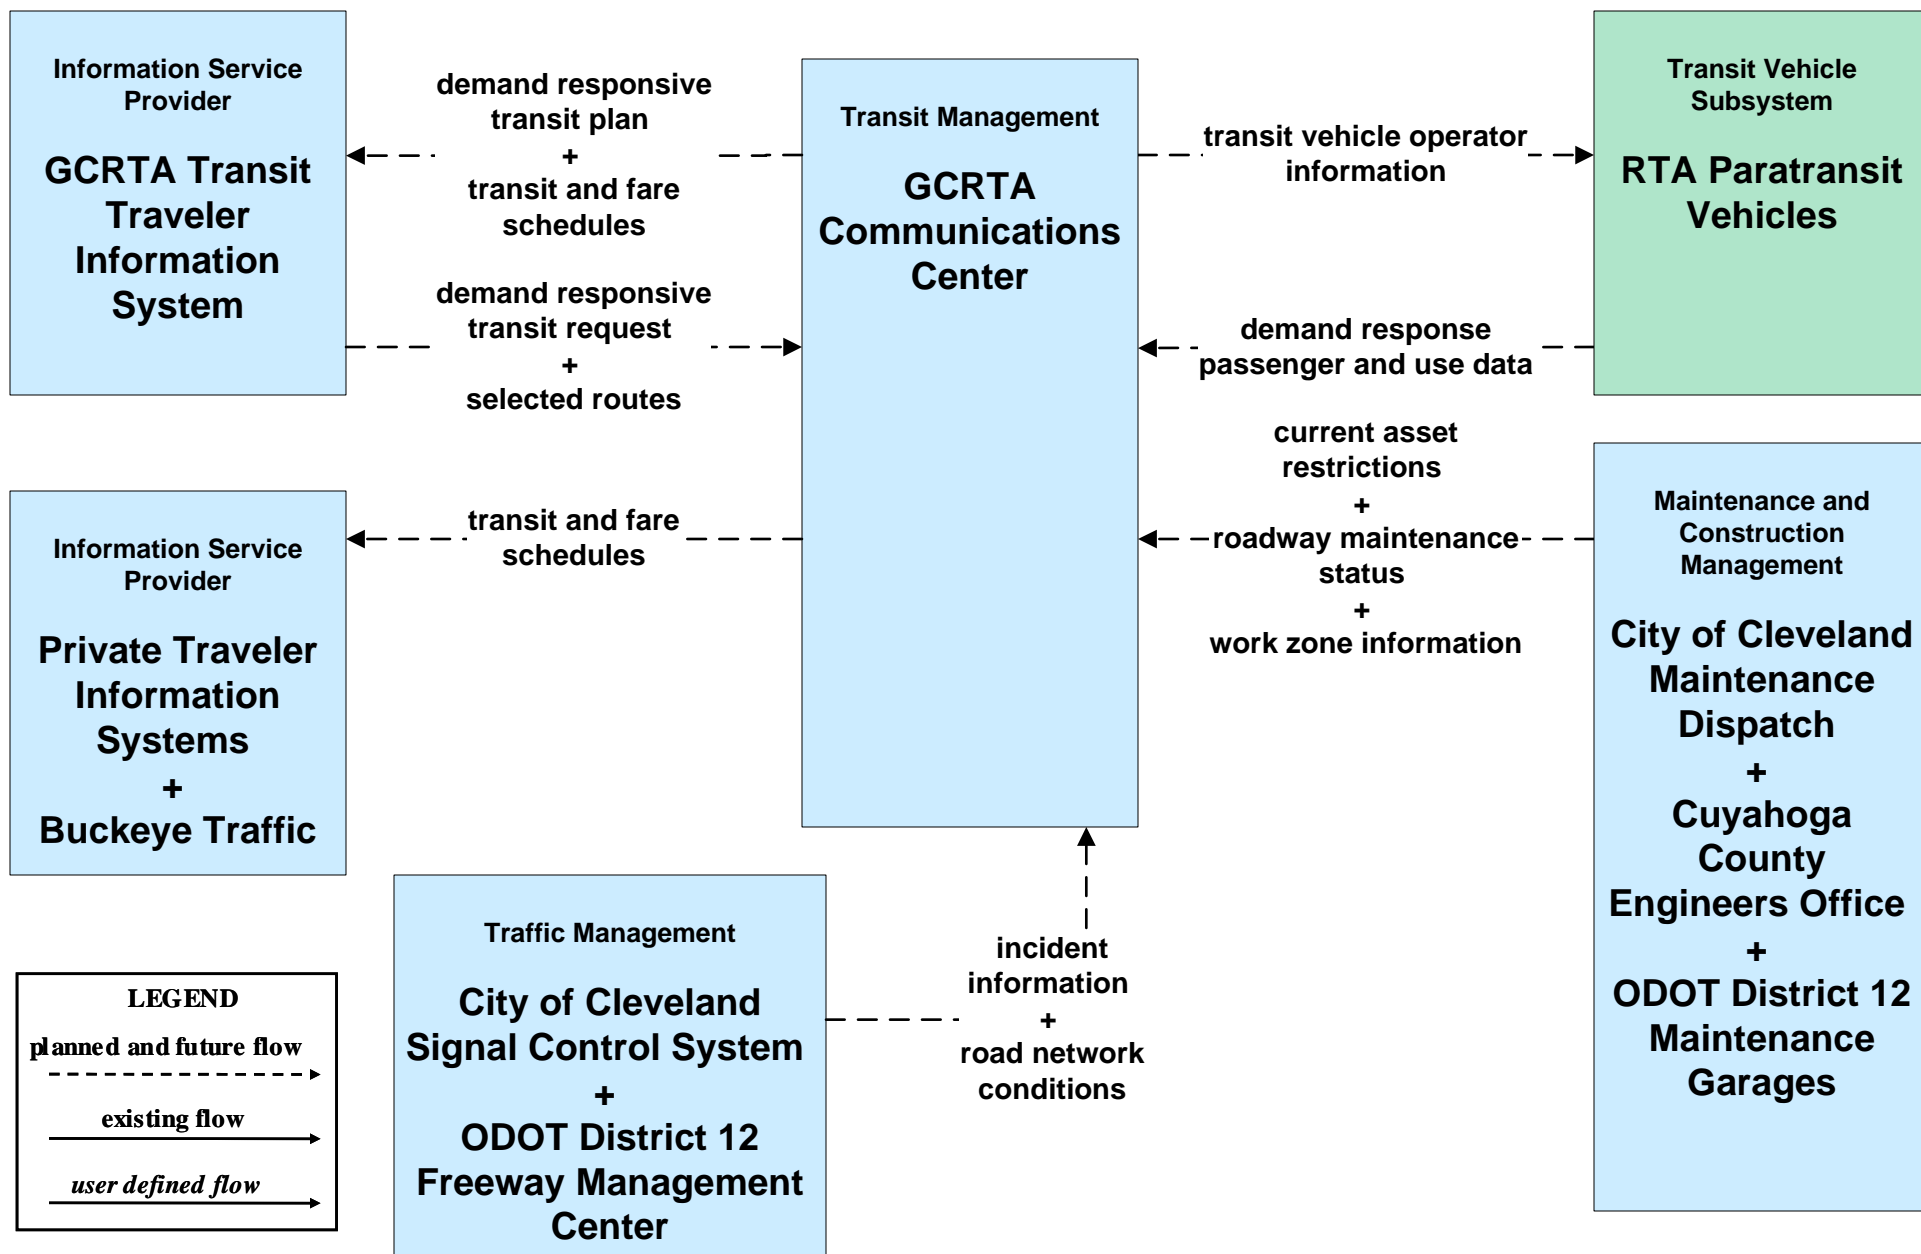 Information Service
Provider
GCRTA Transit
Traveler
Information
System
demand responsive
transit plan
+
transit and fare
schedules
demand responsive
transit request
+
selected routes
Transit Management
GCRTA
Communications
Center
transit vehicle operator
information
demand response
passenger and use data
Transit Vehicle
Subsystem
RTA Paratransit
Vehicles
current asset
restrictions
+
roadway maintenance
status
+
work zone information
Maintenance and
Construction
Management
City of Cleveland
Maintenance
Dispatch
+
Cuyahoga
County
Engineers Office
+
ODOT District 12
Maintenance
Garages
Information Service
Provider
Private Traveler
Information
Systems
+
Buckeye Traffic
transit and fare
schedules
Traffic Management
City of Cleveland
Signal Control System
+
ODOT District 12
Freeway Management
Center
incident
information
+
road network
conditions
LEGEND
planned and future flow
existing flow
user defined flow